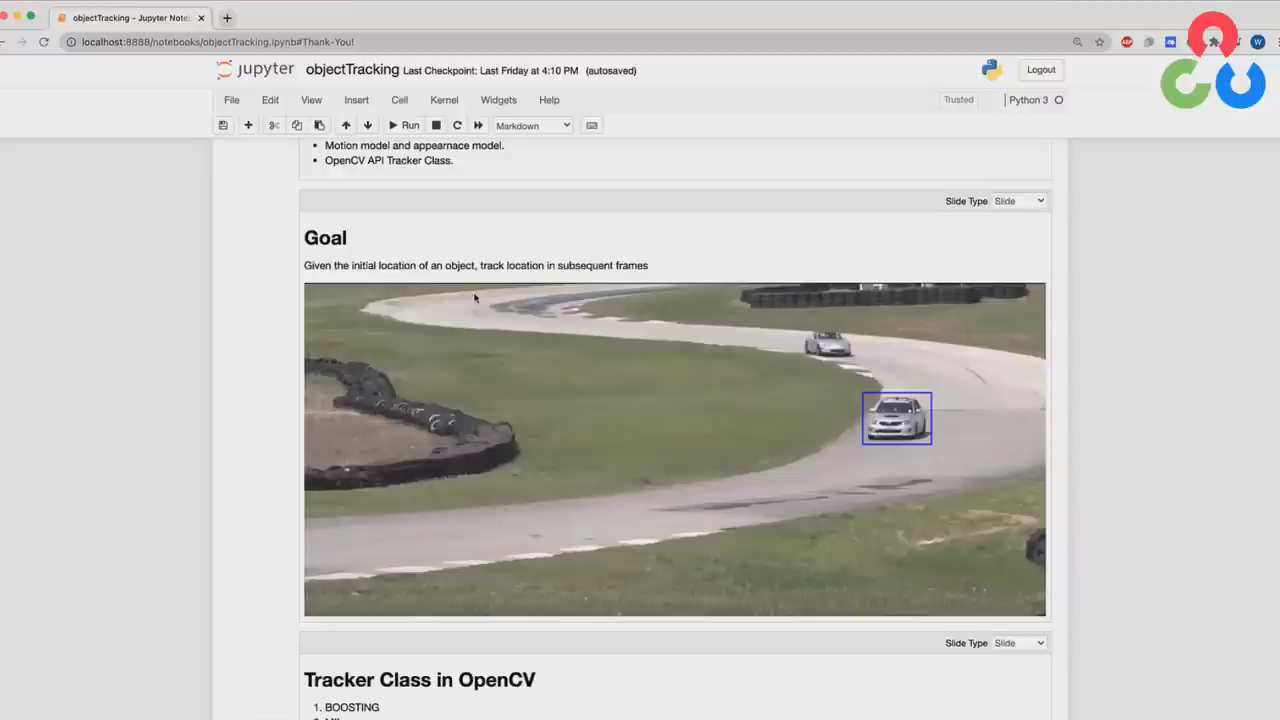 objectTracking - Jupyter Note
localhost:8888/notebooks/objectTracking.ipynb#Thank-You!
ABP
W
jupyter objectTracking Last Checkpoint: Last Friday at 4:10 PM (autosaved)
Logout
File Edit View Insert Cell Kernel Widgets Help
Trusted
Python 3
Run
Markdown
Motion model and appearnace model.
OpenCV API Tracker Class.
Slide Type Slide
Goal
Given the initial location of an object, track location in subsequent frames
Slide Type Slide
Tracker Class in OpenCV
1. BOOSTING